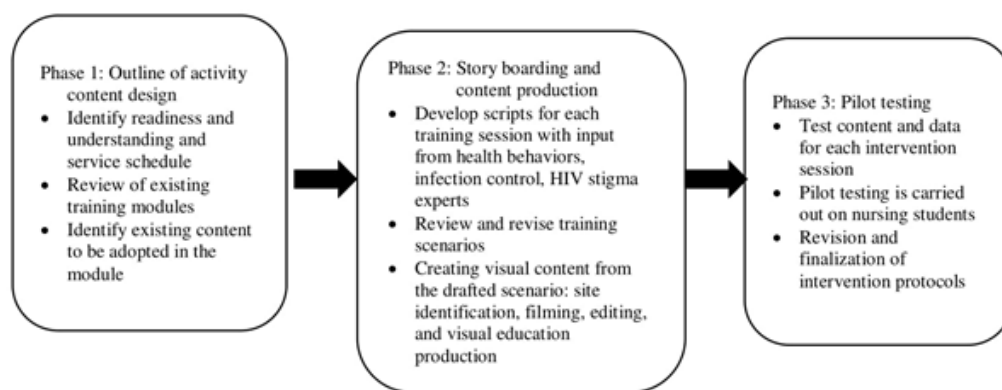 Phase 1: Outline of activity
content design
• Identify readiness and
understanding and
service schedule
• Review of existing
training modules
• Identify existing content
to be adopted in the
module
Phase 2: Story boarding and
content production
• Develop scripts for each
training session with input
from health behaviors,
infection control, HIV stigma
experts
• Review and revise training
scenarios
• Creating visual content from
the drafted scenario: site
identification, filming, editing,
and visual education
production
Phase 3: Pilot testing
• Test content and data
for each intervention
session
• Pilot testing is carried
out on nursing students
• Revision and
finalization of
intervention protocols